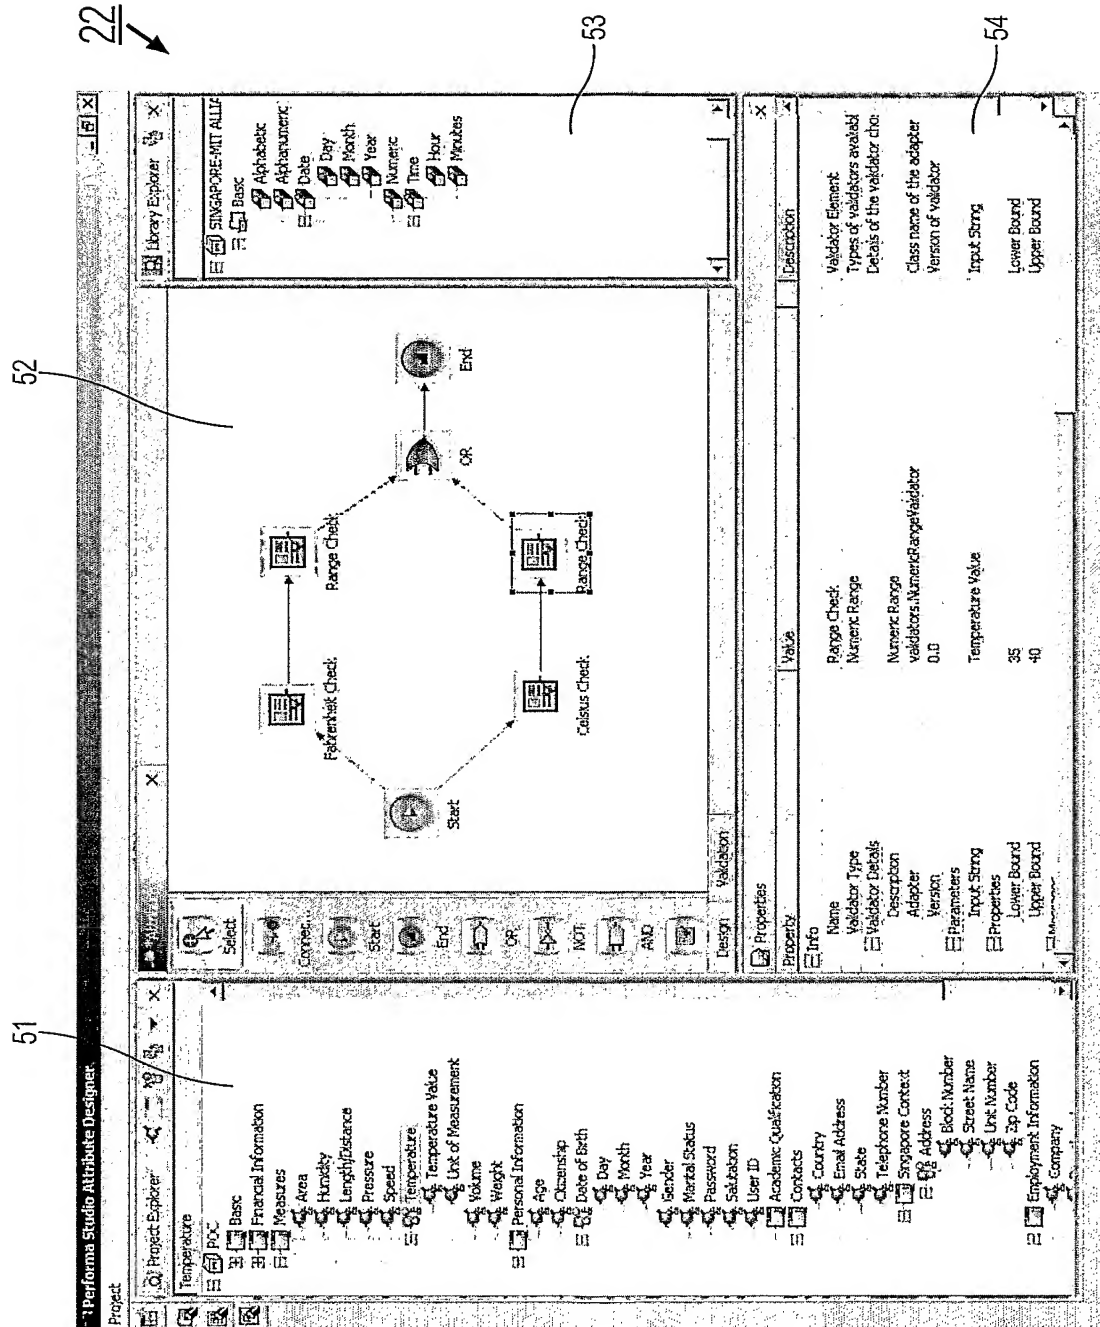 22
51
52
53
54
Performa Studio Attribute Designer
Project
Project Explorer
Temperature
POC
Basic
Financial Information
Measures
Area
Humidity
Length/Distance
Pressure
Speed
Temperature
Temperature Value
Unit of Measurement
Volume
Weight
Personal Information
Age
Citizenship
Date of Birth
Day
Month
Year
Gender
Marital Status
Password
Salutation
User ID
Academic Qualification
Contacts
Country
Email Address
State
Telephone Number
Singapore Context
Address
Block Number
Street Name
Unit Number
Zip Code
Employment Information
Company
Select
Connec..
Start
End
OR
NOT
AND
Design Validation
Start
Fahrenheit Check
Range Check
Celsius Check
Range Check
OR
End
Library Explorer
SINGAPORE-MIT ALLIA
Basic
Alphabetic
Alphanumeric
Date
Day
Month
Year
Numeric
Time
Hour
Minutes
Properties
Property Value Description
Info
Name Range Check Validator Element
Validator Type Numeric Range Types of validators availabl
Validator Details Details of the validator cho:
Description Numeric Range
Adapter validators.NumericRangeValidator Class name of the adapter
Version 0.0 Version of validator
Parameters
Input String Temperature Value Input String
Properties
Lower Bound 35 Lower Bound
Upper Bound 40 Upper Bound